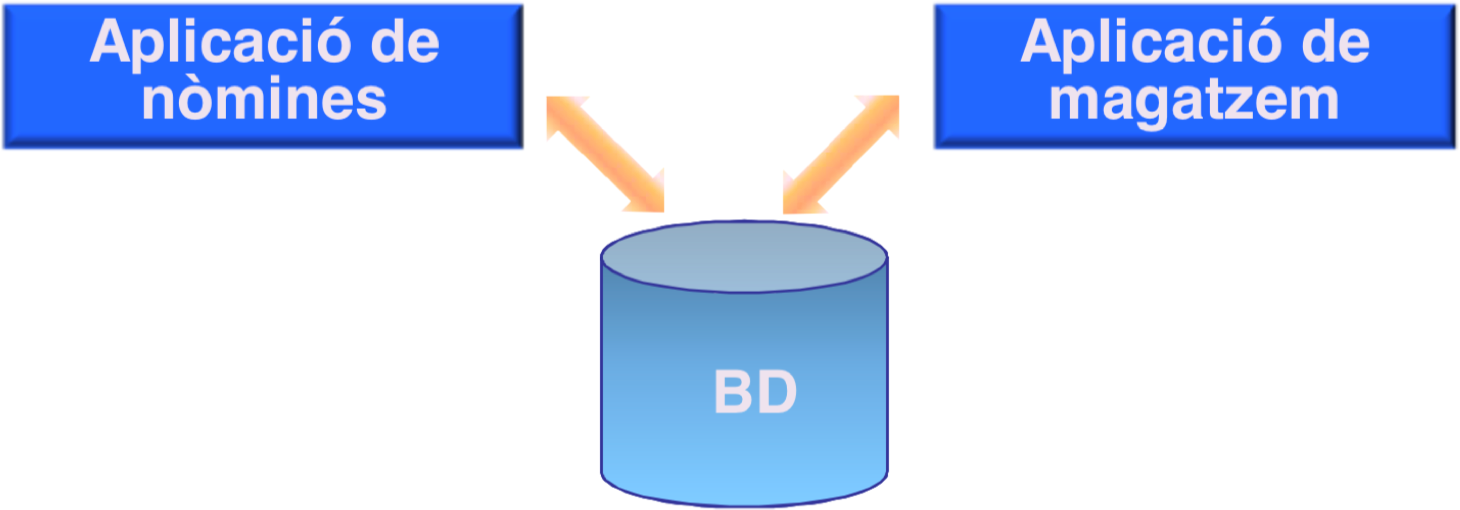 Aplicació de
nòmines
Aplicació de
magatzem
BD